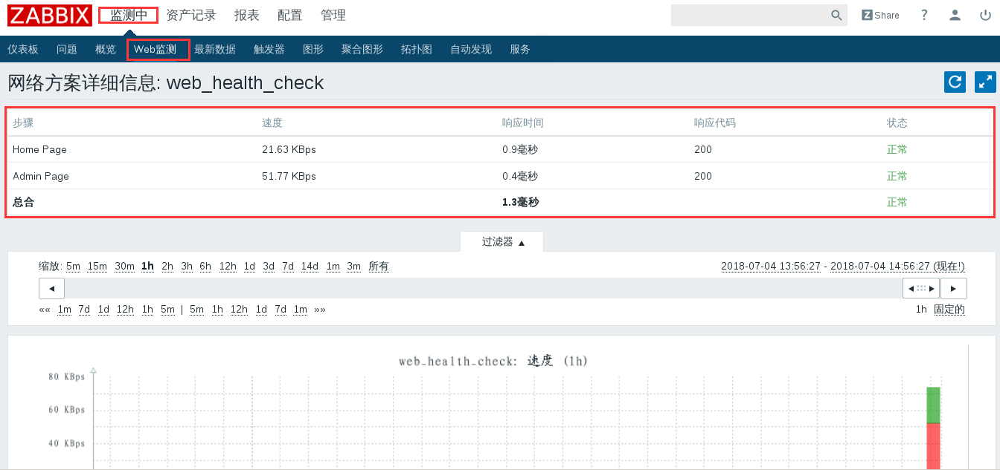 ZABBIX 监测中 资产记录 报表 配置 管理 Z Share ?
仪表板 问题 概览 Web监测 最新数据 触发器 图形 聚合图形 拓扑图 自动发现 服务
网络方案详细信息: web_health_check
步骤 速度 响应时间 响应代码 状态
Home Page 21.63 KBps 0.9毫秒 200 正常
Admin Page 51.77 KBps 0.4毫秒 200 正常
总合 1.3毫秒 正常
过滤器 ▲
缩放: 5m 15m 30m 1h 2h 3h 6h 12h 1d 3d 7d 14d 1m 3m 所有 2018-07-04 13:56:27 - 2018-07-04 14:56:27 (现在!)
«« 1m 7d 1d 12h 1h 5m | 5m 1h 12h 1d 7d 1m »» 1h 固定的
web_health_check: 速度 (1h)
80 KBps
60 KBps
40 KBps